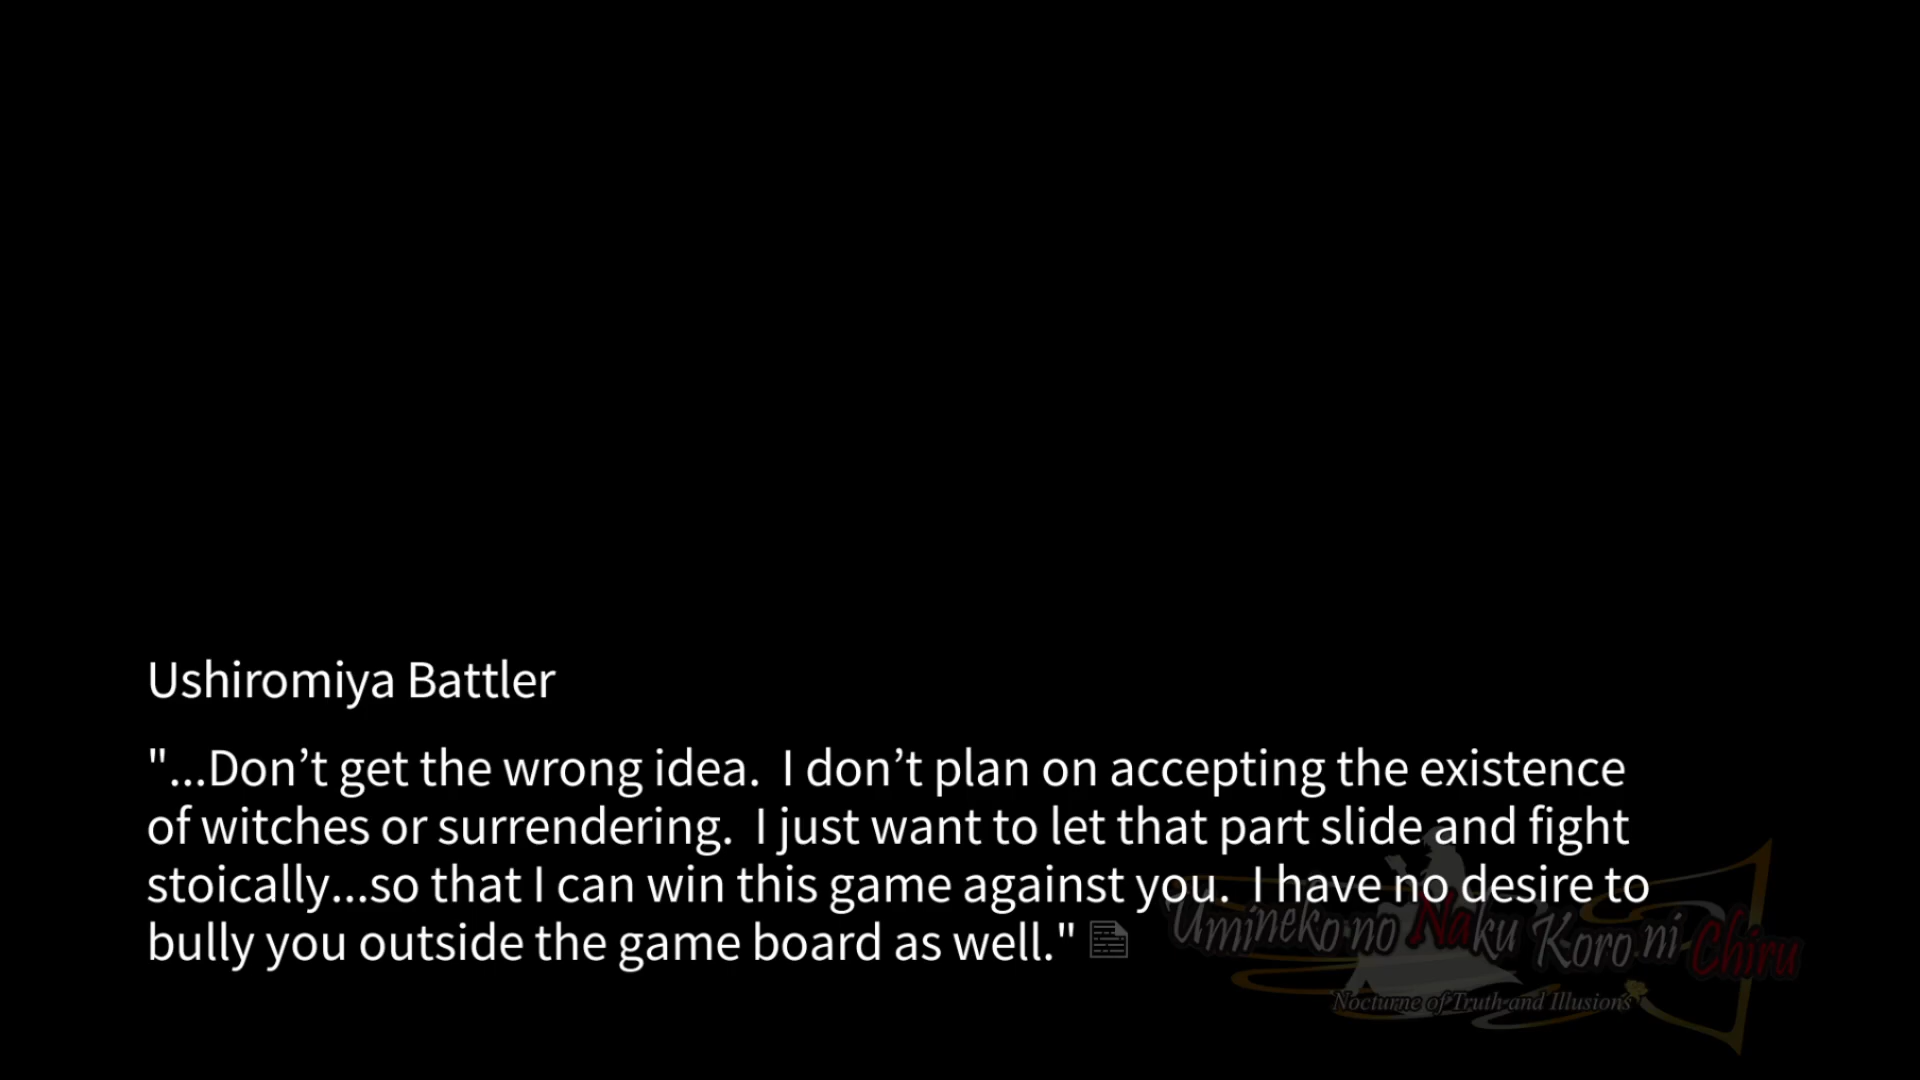 Ushiromiya Battler
"...Don’t get the wrong idea.  I don’t plan on accepting the existence
of witches or surrendering.  I just want to let that part slide and fight
stoically...so that I can win this game against you.  I have no desire to
bully you outside the game board as well."
Umineko no Naku Koro ni Chiru
Nocturne of Truth and Illusions